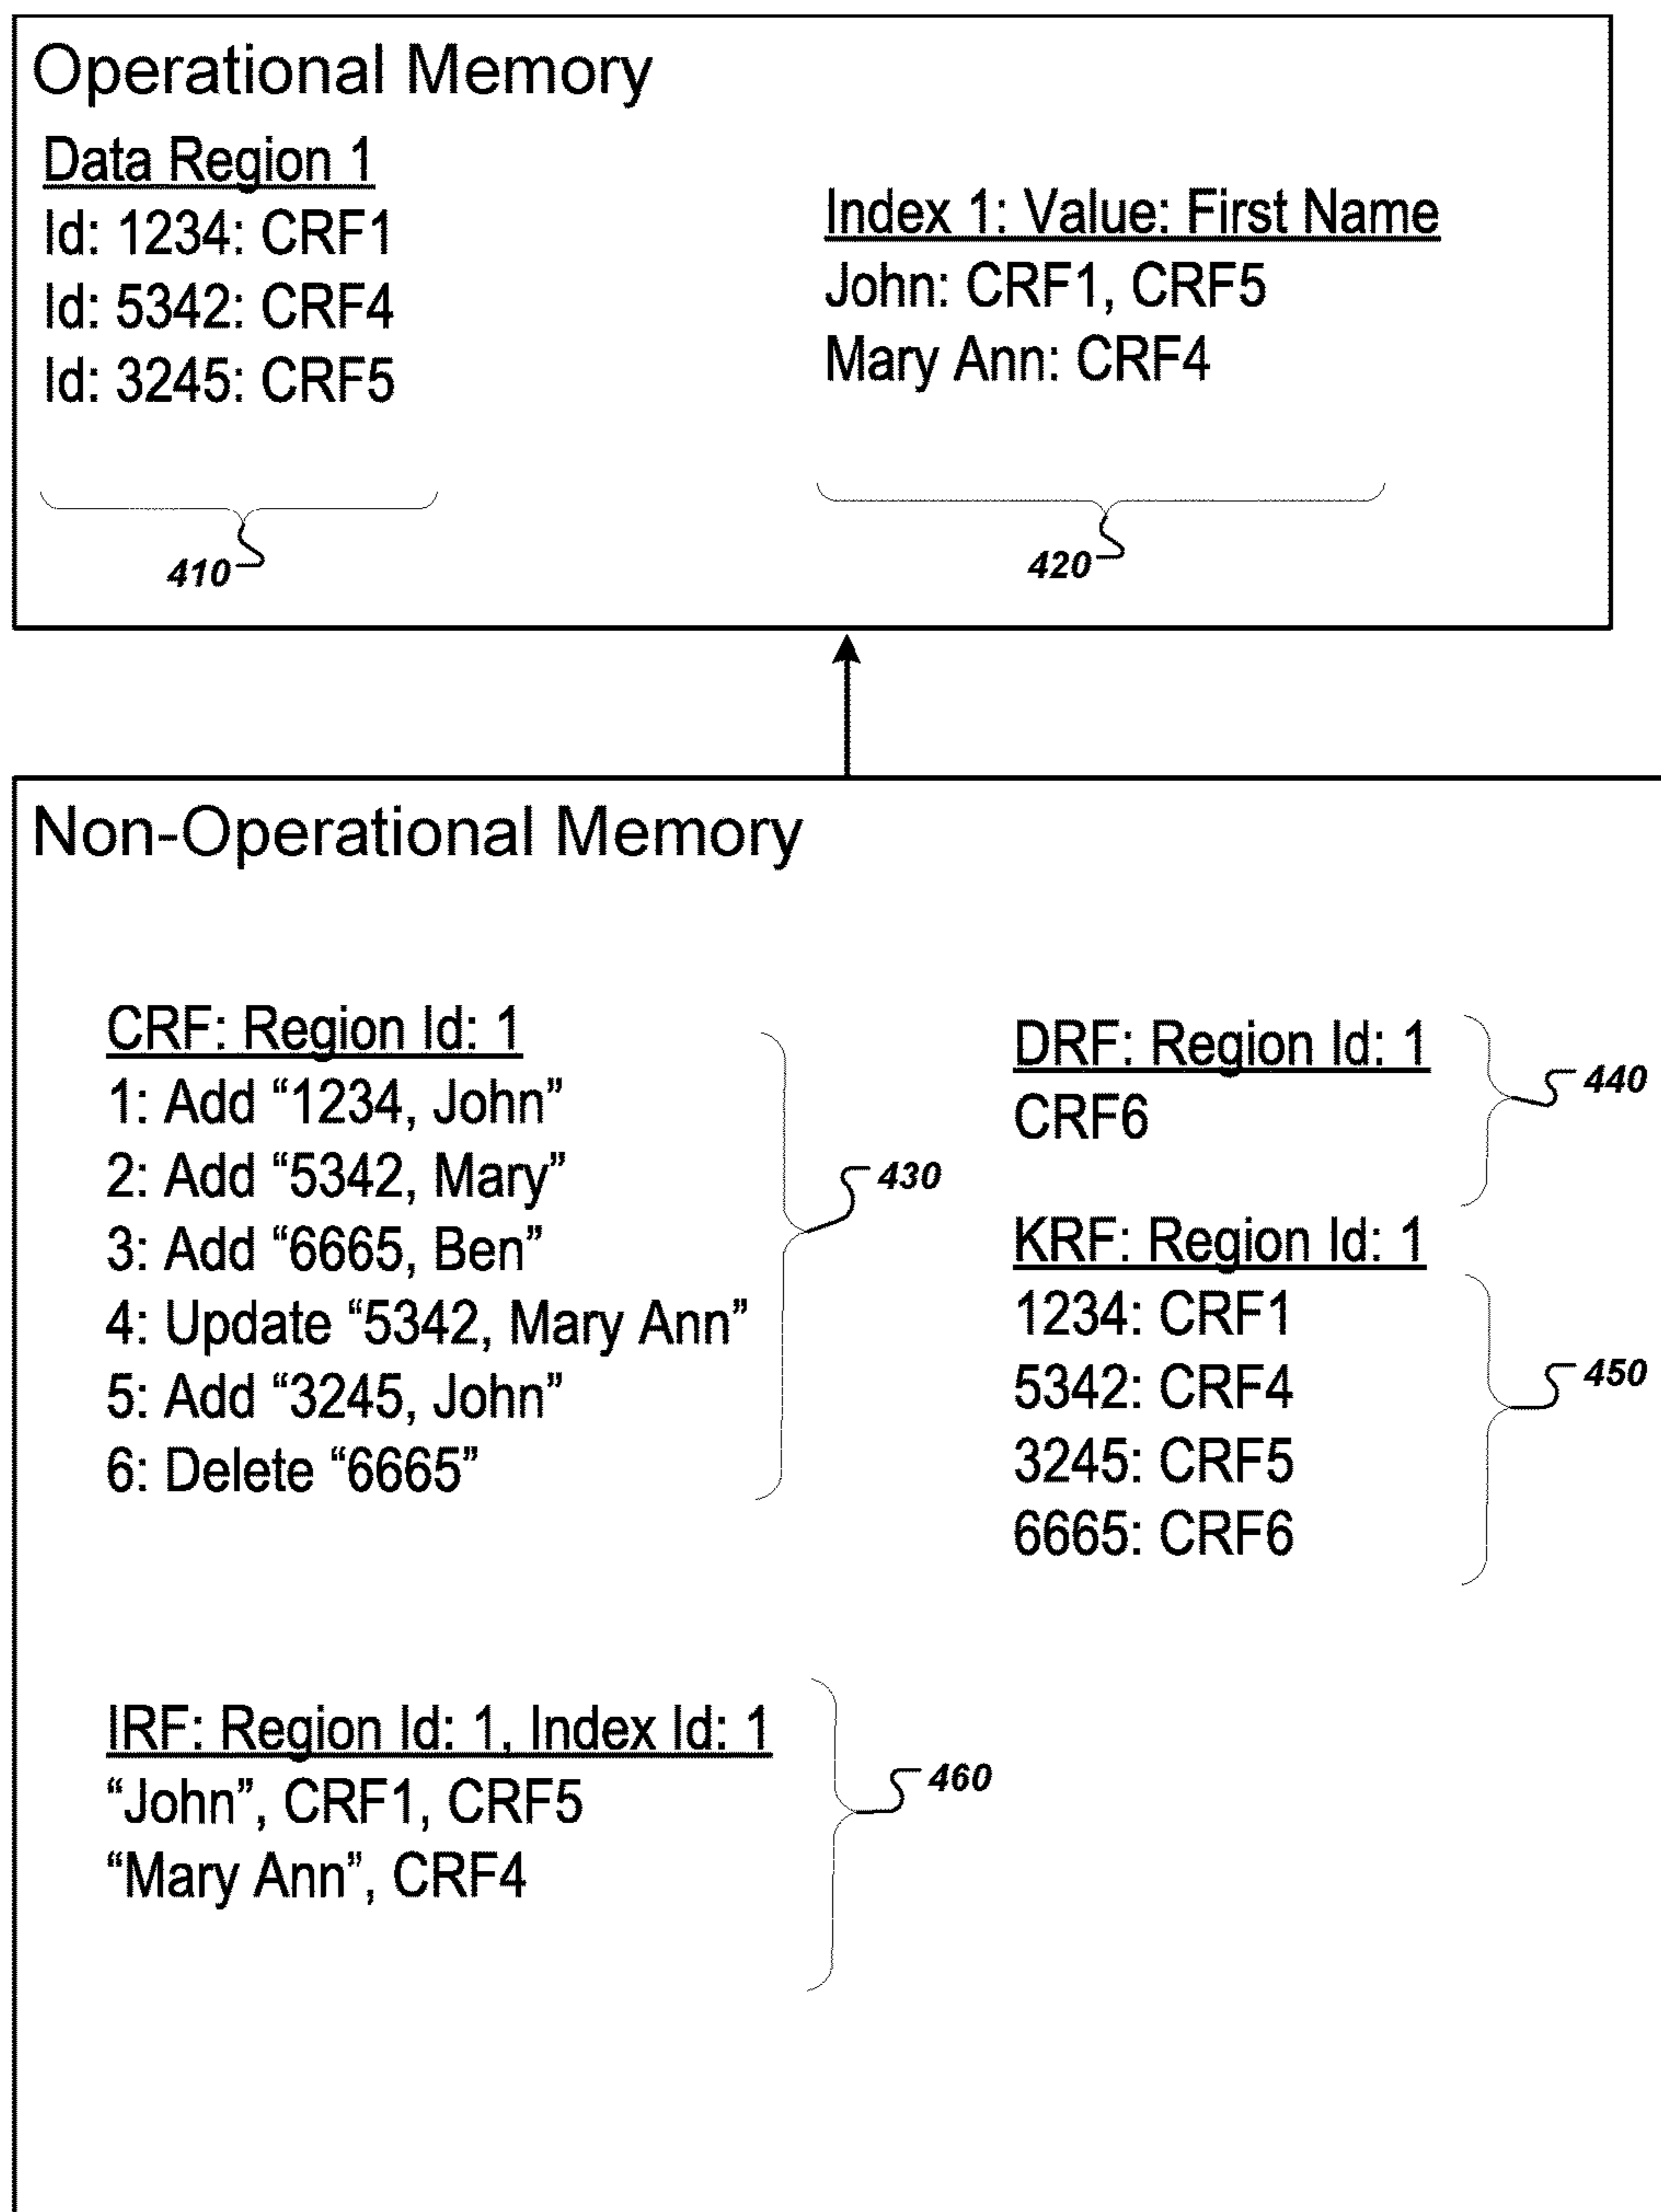 Operational Memory
Data Region 1
Id: 1234: CRF1
Id: 5342: CRF4
Id: 3245: CRF5
410
Index 1: Value: First Name
John: CRF1, CRF5
Mary Ann: CRF4
420
Non-Operational Memory
CRF: Region Id: 1
1: Add “1234, John”
2: Add “5342, Mary”
3: Add “6665, Ben”
4: Update “5342, Mary Ann”
5: Add “3245, John”
6: Delete “6665”
430
DRF: Region Id: 1
CRF6
440
KRF: Region Id: 1
1234: CRF1
5342: CRF4
3245: CRF5
6665: CRF6
450
IRF: Region Id: 1, Index Id: 1
“John”, CRF1, CRF5
“Mary Ann”, CRF4
460